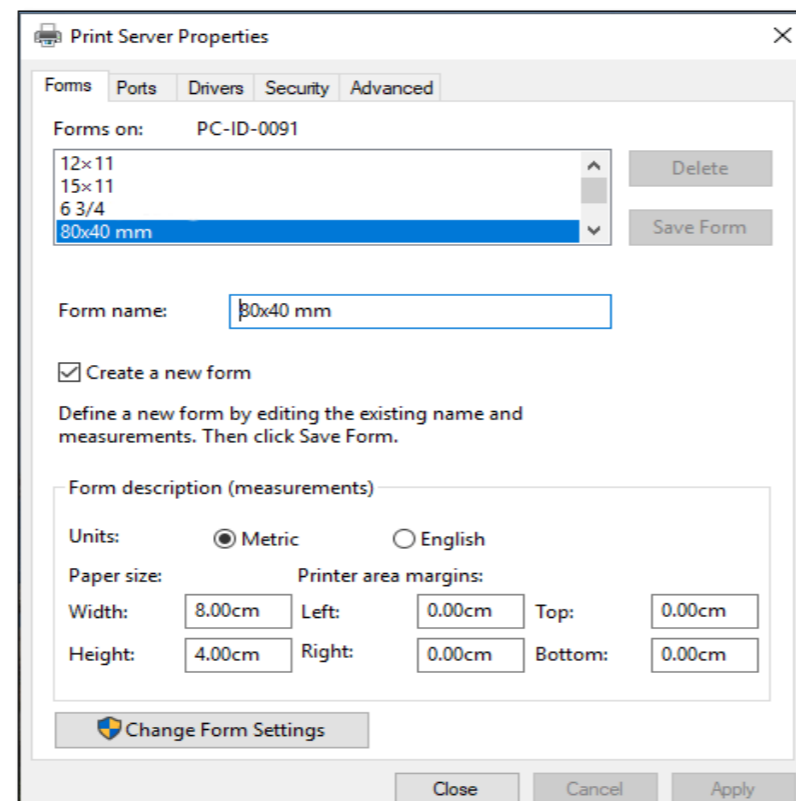 Print Server Properties
Forms Ports Drivers Security Advanced
Forms on: PC-ID-0091
12×11
15×11
6 3/4
80x40 mm
Delete
Save Form
Form name: 80x40 mm
Create a new form
Define a new form by editing the existing name and
measurements. Then click Save Form.
Form description (measurements)
Units: Metric English
Paper size: Printer area margins:
Width: 8.00cm Left: 0.00cm Top: 0.00cm
Height: 4.00cm Right: 0.00cm Bottom: 0.00cm
Change Form Settings
Close Cancel Apply